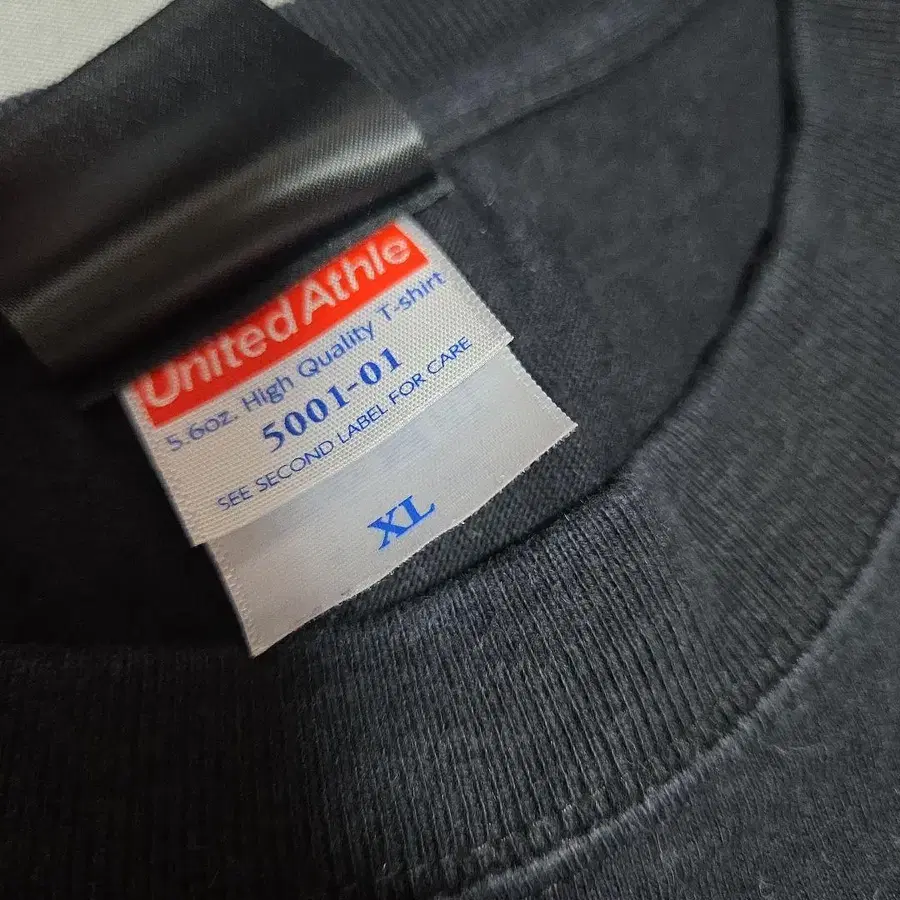 United Athle
5.6oz. High Quality T-shirt
5001-01
SEE SECOND LABEL FOR CARE
XL